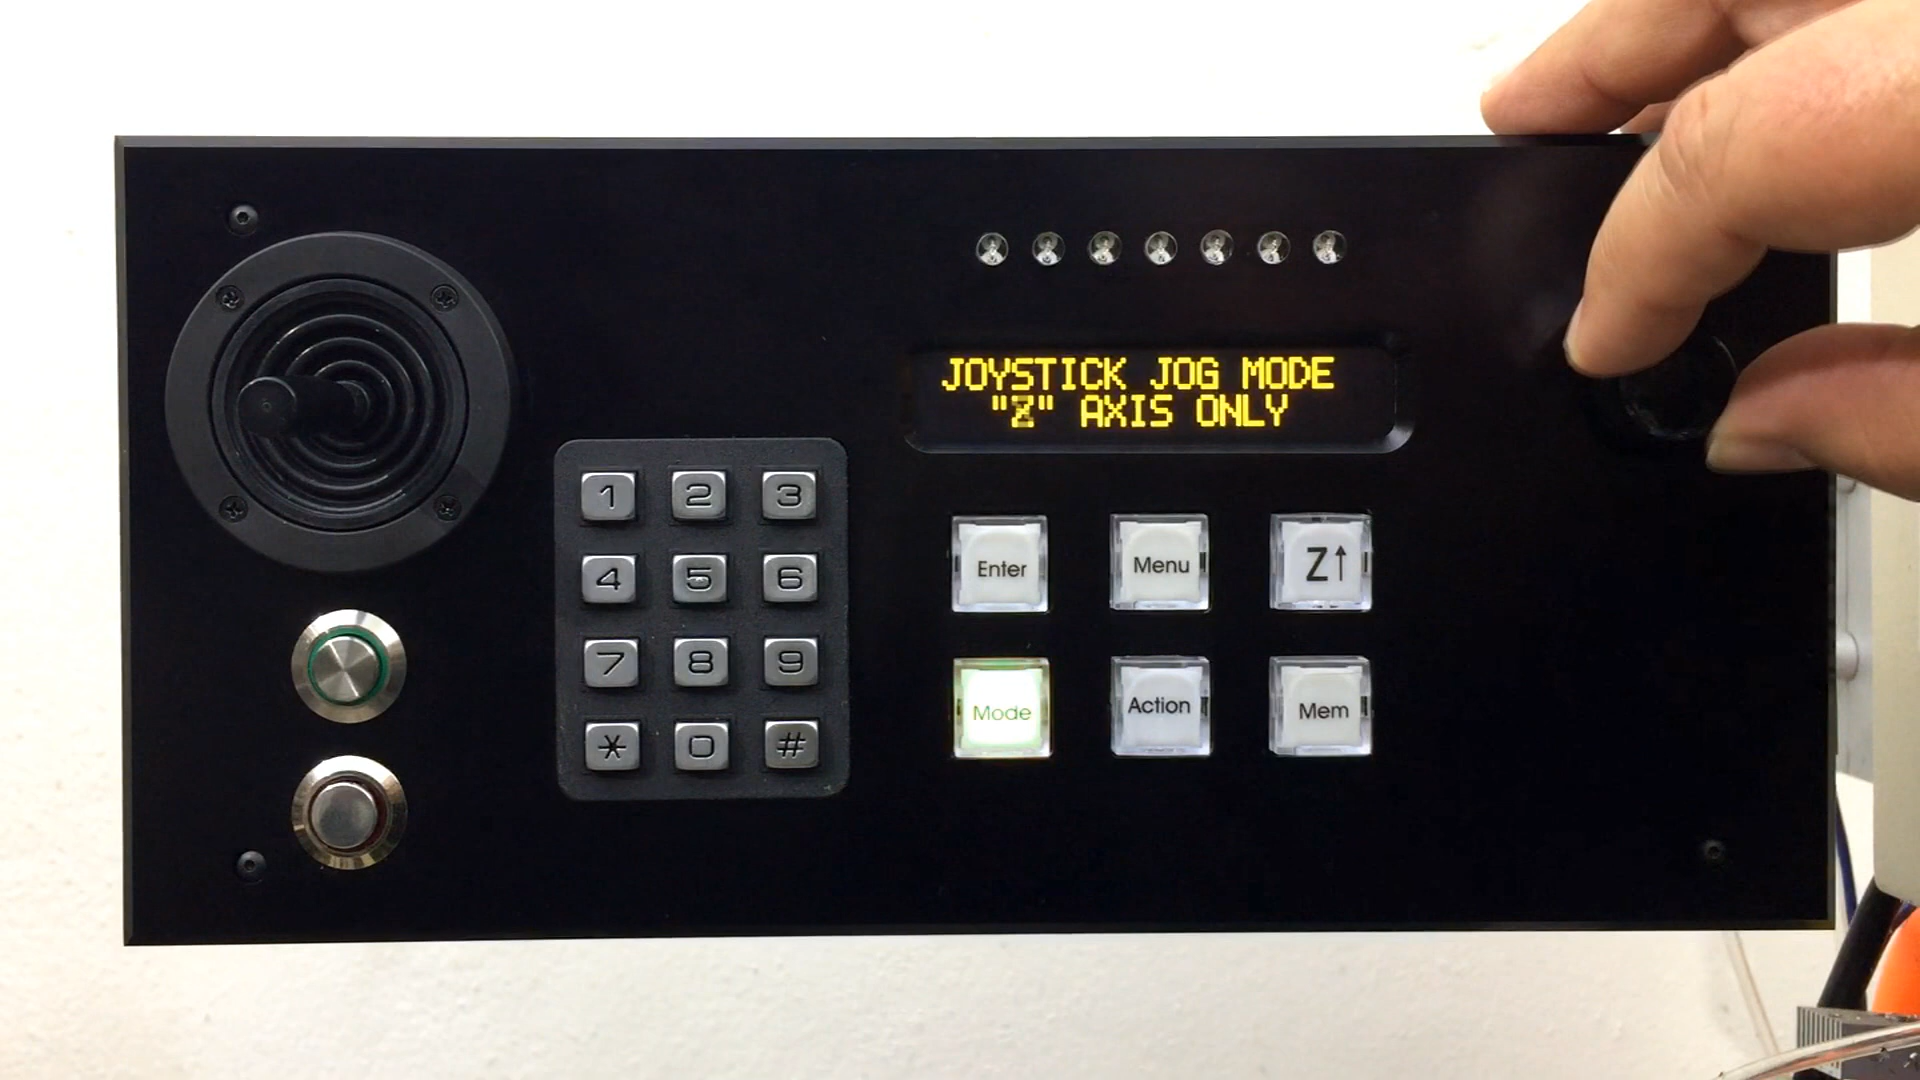 JOYSTICK JOG MODE
"Z" AXIS ONLY
1 2 3
4 5 6
7 8 9
* 0 #
Enter Menu Z↑
Mode Action Mem